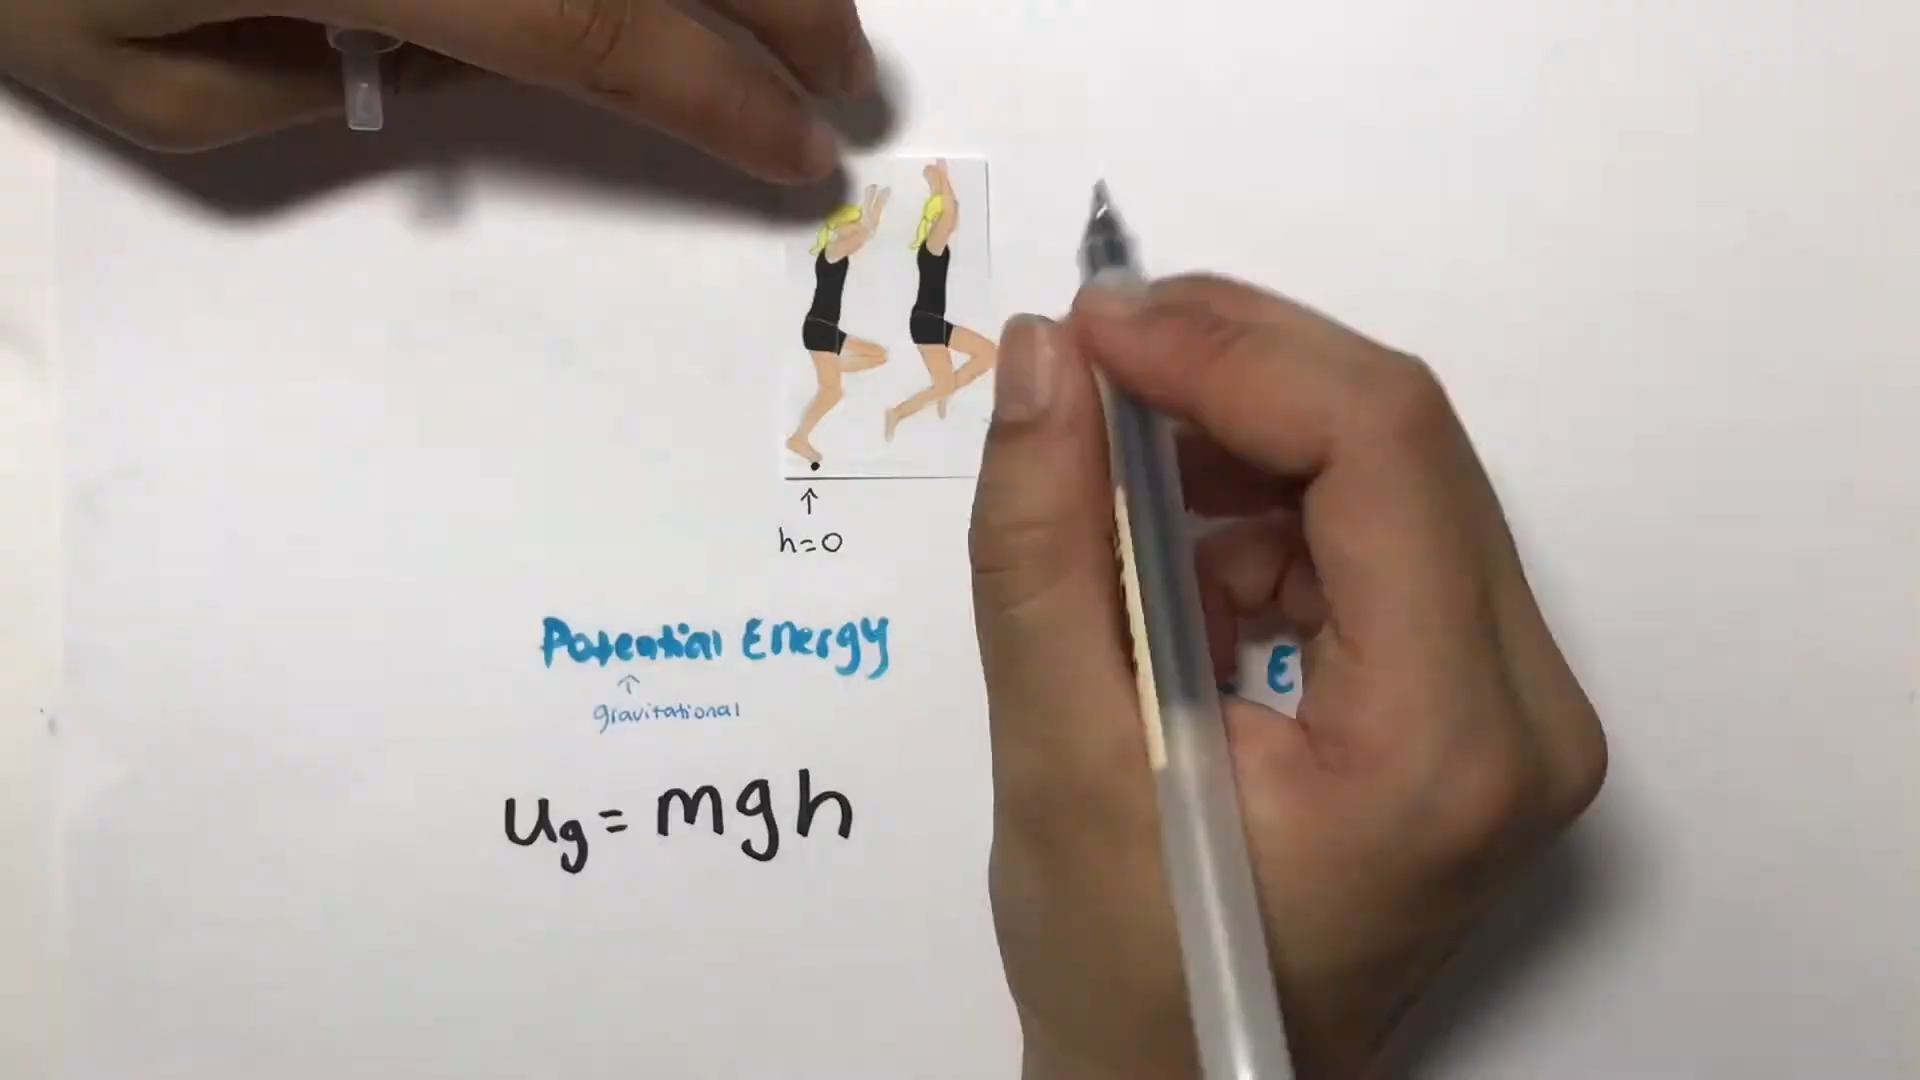 ↑
h=0
Potential Energy
↑
gravitational
E
Ug = mgh